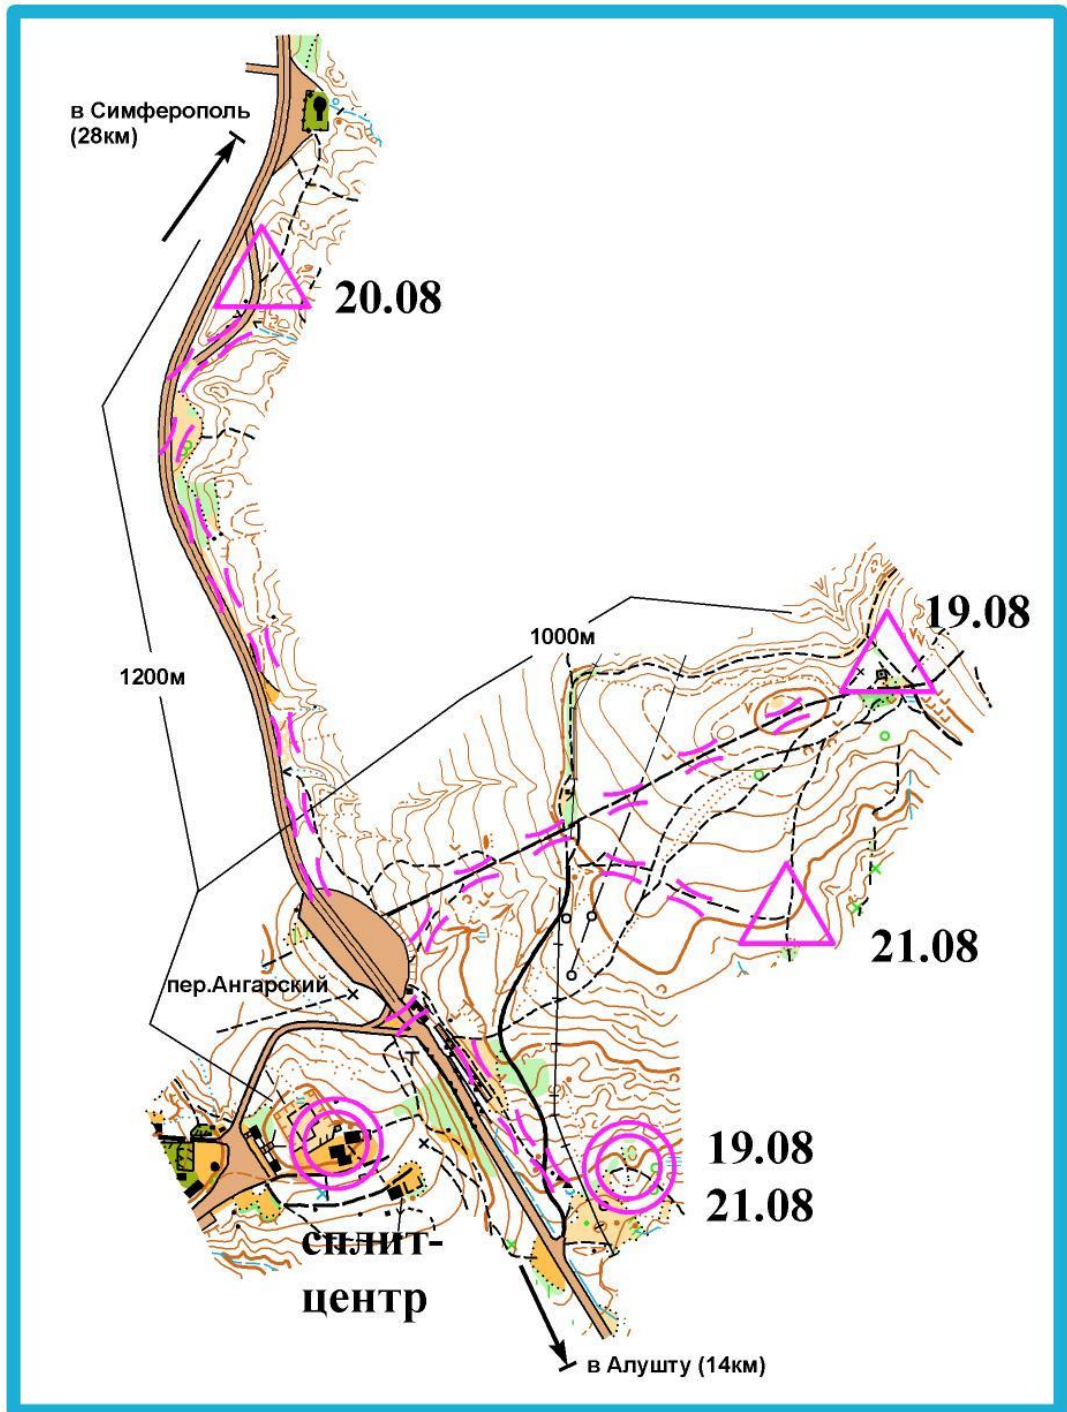 в Симферополь
(28км)
20.08
19.08
1000м
1200м
21.08
пер.Ангарский
19.08
21.08
сплит-
центр
в Алушту (14км)